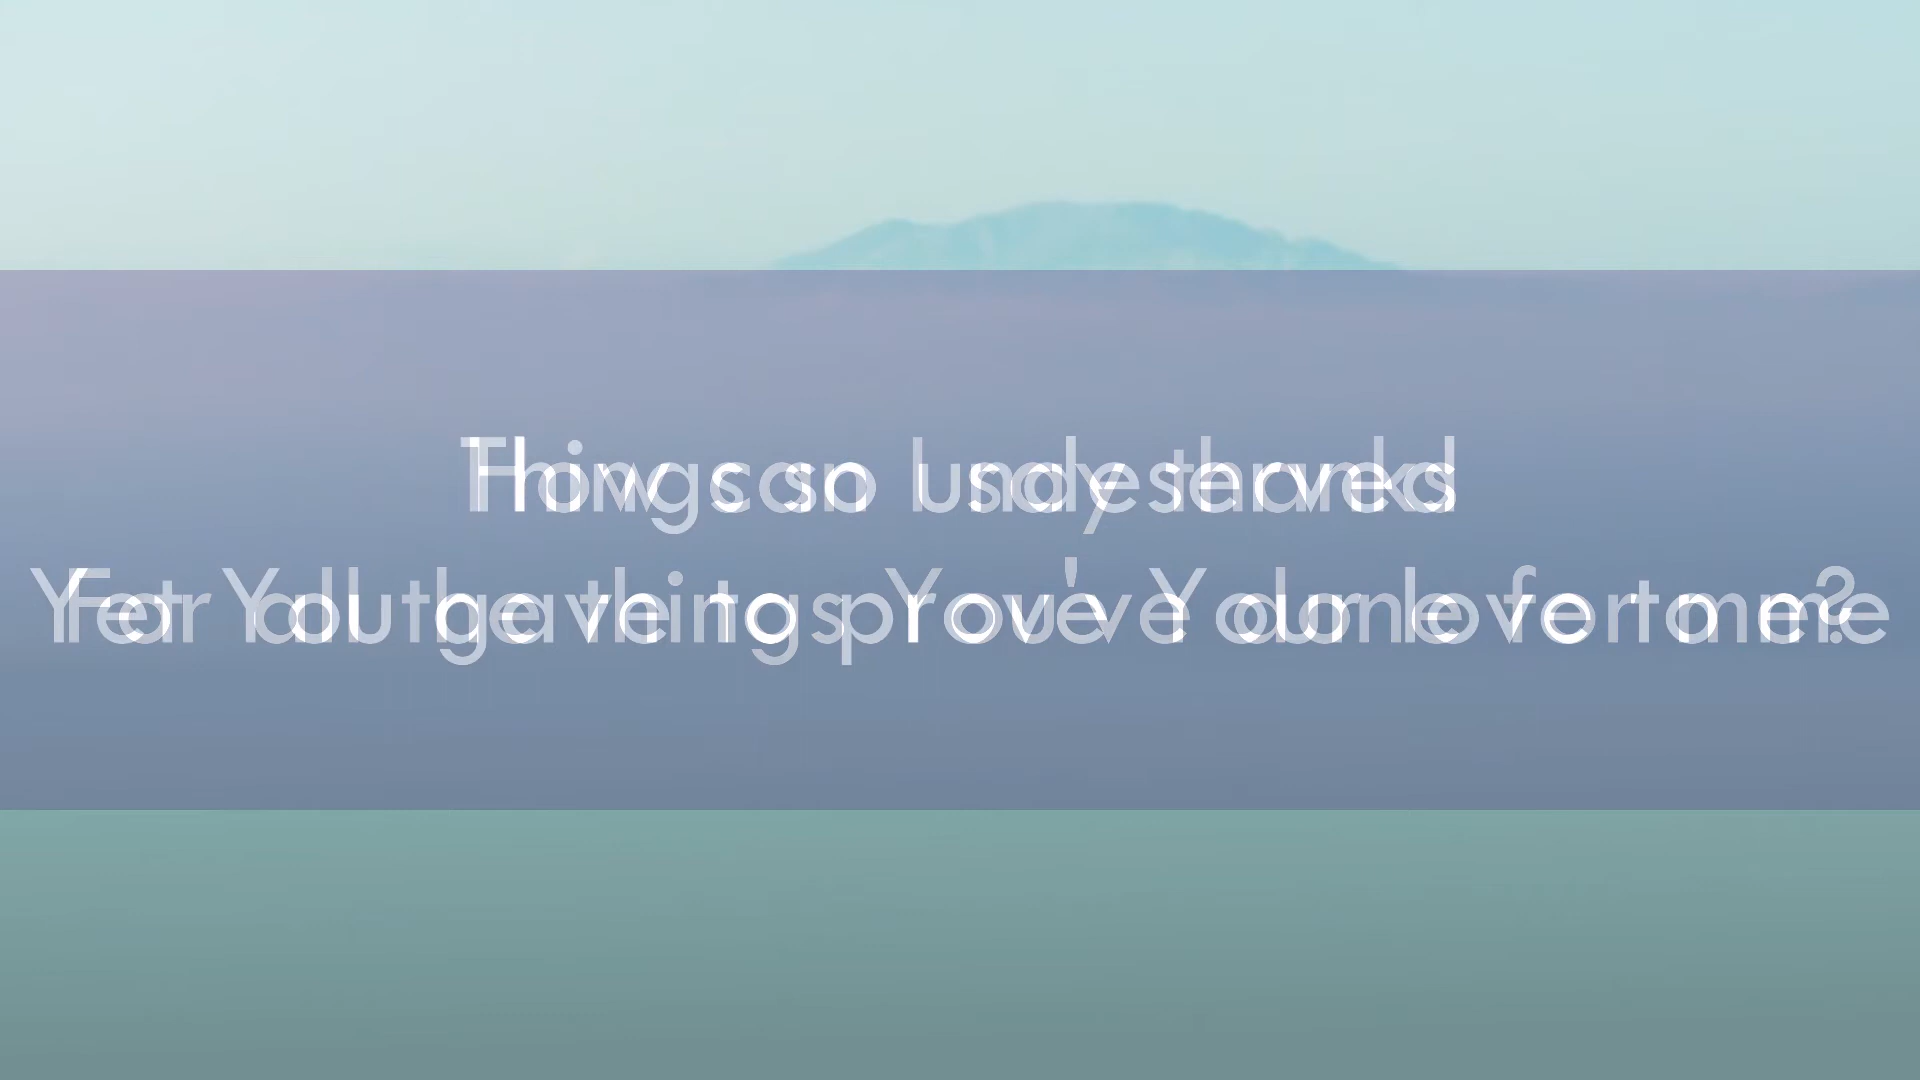 How can I say thanks
For all the things You've done for me?
Things so undeserved
Yet You gave to prove Your love for me